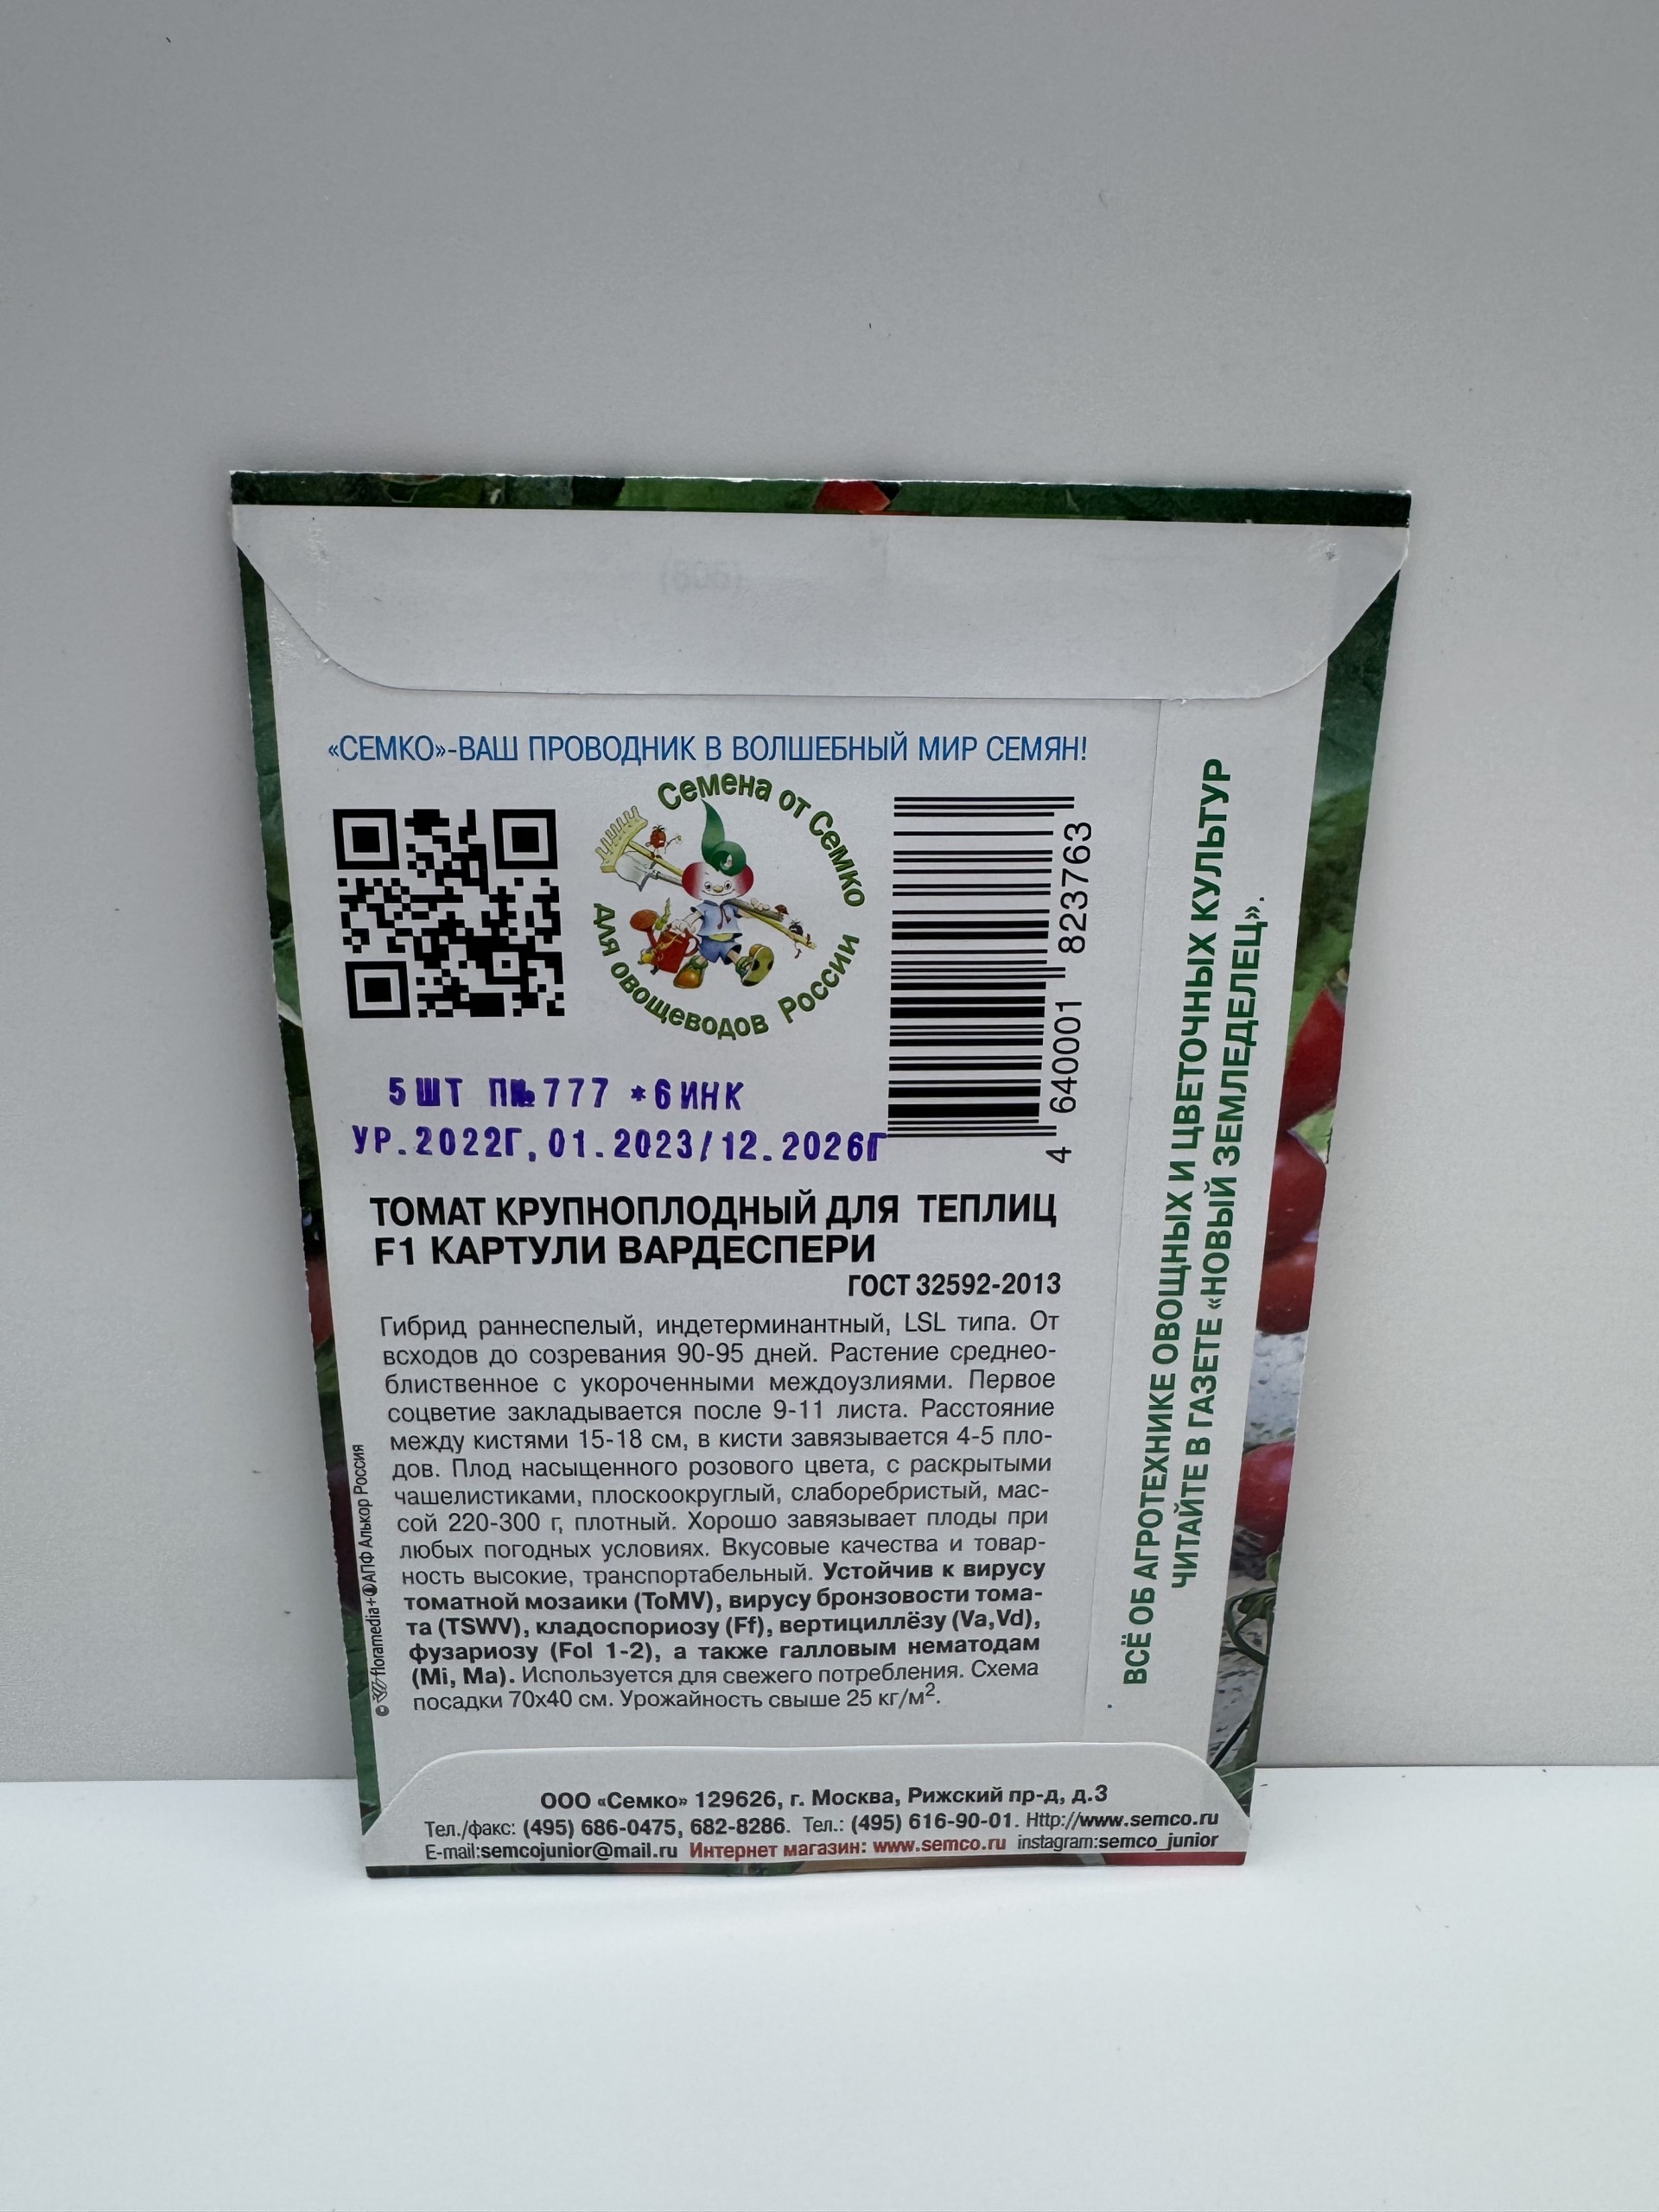 «СЕМКО»-ВАШ ПРОВОДНИК В ВОЛШЕБНЫЙ МИР СЕМЯН!
Семена от Семко
для овощеводов России
4 640001 823763
5 ШТ П№777 *6ИНК
УР.2022Г,01.2023/12.2026Г
ТОМАТ КРУПНОПЛОДНЫЙ ДЛЯ ТЕПЛИЦ
F1 КАРТУЛИ ВАРДЕСПЕРИ
ГОСТ 32592-2013
Гибрид раннеспелый, индетерминантный, LSL типа. От
всходов до созревания 90-95 дней. Растение среднео-
блиственное с укороченными междоузлиями. Первое
соцветие закладывается после 9-11 листа. Расстояние
между кистями 15-18 см, в кисти завязывается 4-5 пло-
дов. Плод насыщенного розового цвета, с раскрытыми
чашелистиками, плоскоокруглый, слаборебристый, мас-
сой 220-300 г, плотный. Хорошо завязывает плоды при
любых погодных условиях. Вкусовые качества и товар-
ность высокие, транспортабельный. Устойчив к вирусу
томатной мозаики (ToMV), вирусу бронзовости тома-
та (TSWV), кладоспориозу (Ff), вертициллёзу (Va,Vd),
фузариозу (Fol 1-2), а также галловым нематодам
(Mi, Ma). Используется для свежего потребления. Схема
посадки 70х40 см. Урожайность свыше 25 кг/м².
© floramedia+ АПФ Алькор Россия
ВСЁ ОБ АГРОТЕХНИКЕ ОВОЩНЫХ И ЦВЕТОЧНЫХ КУЛЬТУР
ЧИТАЙТЕ В ГАЗЕТЕ «НОВЫЙ ЗЕМЛЕДЕЛЕЦ».
ООО «Семко» 129626, г. Москва, Рижский пр-д, д.3
Тел./факс: (495) 686-0475, 682-8286. Тел.: (495) 616-90-01. Http://www.semco.ru
E-mail:semcojunior@mail.ru Интернет магазин: www.semco.ru instagram:semco_junior